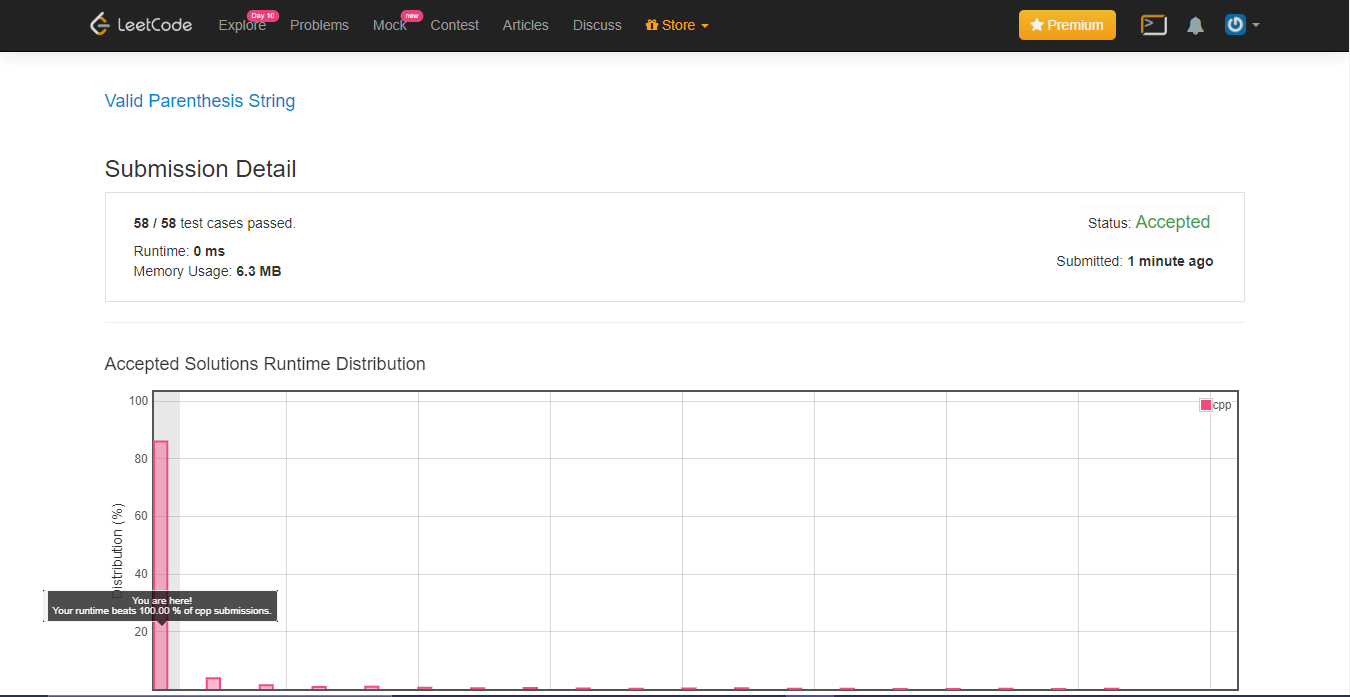 LeetCode Explore Day 10 Problems Mock new Contest Articles Discuss Store Premium
Valid Parenthesis String
Submission Detail
58 / 58 test cases passed.
Status: Accepted
Runtime: 0 ms
Submitted: 1 minute ago
Memory Usage: 6.3 MB
Accepted Solutions Runtime Distribution
cpp
100
80
60
40
20
Distribution (%)
You are here!
Your runtime beats 100.00 % of cpp submissions.